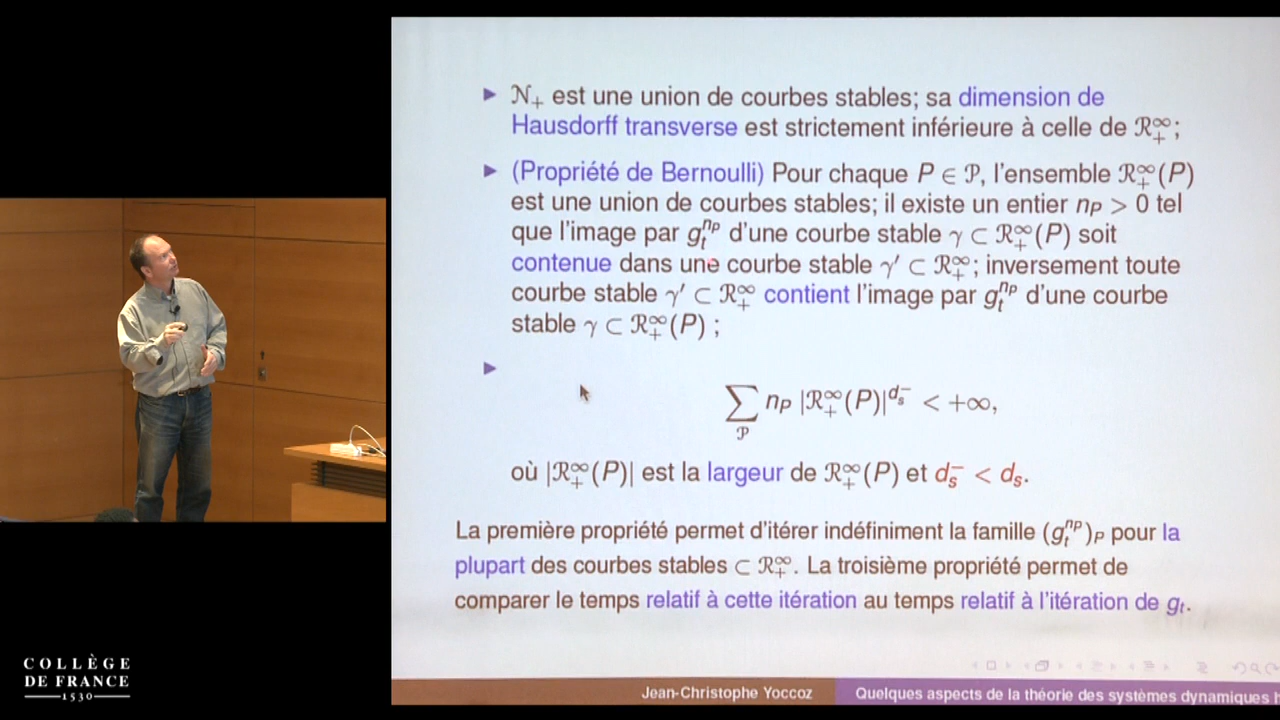 ▶ N₊ est une union de courbes stables; sa dimension de
Hausdorff transverse est strictement inférieure à celle de R₊^∞;
▶ (Propriété de Bernoulli) Pour chaque P ∈ P, l'ensemble R₊^∞(P)
est une union de courbes stables; il existe un entier n_P > 0 tel
que l'image par g_t^{n_P} d'une courbe stable γ ⊂ R₊^∞(P) soit
contenue dans une courbe stable γ′ ⊂ R₊^∞; inversement toute
courbe stable γ′ ⊂ R₊^∞ contient l'image par g_t^{n_P} d'une courbe
stable γ ⊂ R₊^∞(P) ;
▶
∑_P n_P |R₊^∞(P)|^{d_s^-} < +∞,
où |R₊^∞(P)| est la largeur de R₊^∞(P) et d_s^- < d_s.
La première propriété permet d'itérer indéfiniment la famille (g_t^{n_P})_P pour la
plupart des courbes stables ⊂ R₊^∞. La troisième propriété permet de
comparer le temps relatif à cette itération au temps relatif à l'itération de g_t.
COLLÈGE
DE FRANCE
1530
Jean-Christophe Yoccoz Quelques aspects de la théorie des systèmes dynamiques h